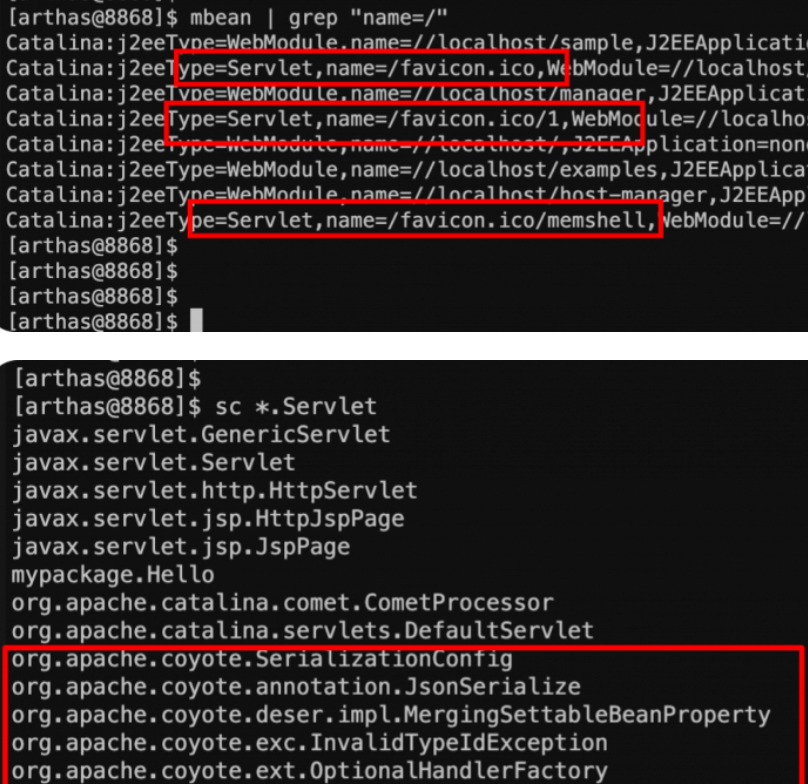 [arthas@8868]$ mbean | grep "name=/"
Catalina:j2eeType=WebModule,name=//localhost/sample,J2EEApplicati
Catalina:j2eeType=Servlet,name=/favicon.ico,WebModule=//localhost
Catalina:j2eeType=WebModule,name=//localhost/manager,J2EEApplicat
Catalina:j2eeType=Servlet,name=/favicon.ico/1,WebModule=//localho
Catalina:j2eeType=WebModule,name=//localhost/,J2EEApplication=non
Catalina:j2eeType=WebModule,name=//localhost/examples,J2EEApplica
Catalina:j2eeType=WebModule,name=//localhost/host-manager,J2EEApp
Catalina:j2eeType=Servlet,name=/favicon.ico/memshell,WebModule=//
[arthas@8868]$
[arthas@8868]$
[arthas@8868]$
[arthas@8868]$
[arthas@8868]$
[arthas@8868]$ sc *.Servlet
javax.servlet.GenericServlet
javax.servlet.Servlet
javax.servlet.http.HttpServlet
javax.servlet.jsp.HttpJspPage
javax.servlet.jsp.JspPage
mypackage.Hello
org.apache.catalina.comet.CometProcessor
org.apache.catalina.servlets.DefaultServlet
org.apache.coyote.SerializationConfig
org.apache.coyote.annotation.JsonSerialize
org.apache.coyote.deser.impl.MergingSettableBeanProperty
org.apache.coyote.exc.InvalidTypeIdException
org.apache.coyote.ext.OptionalHandlerFactory